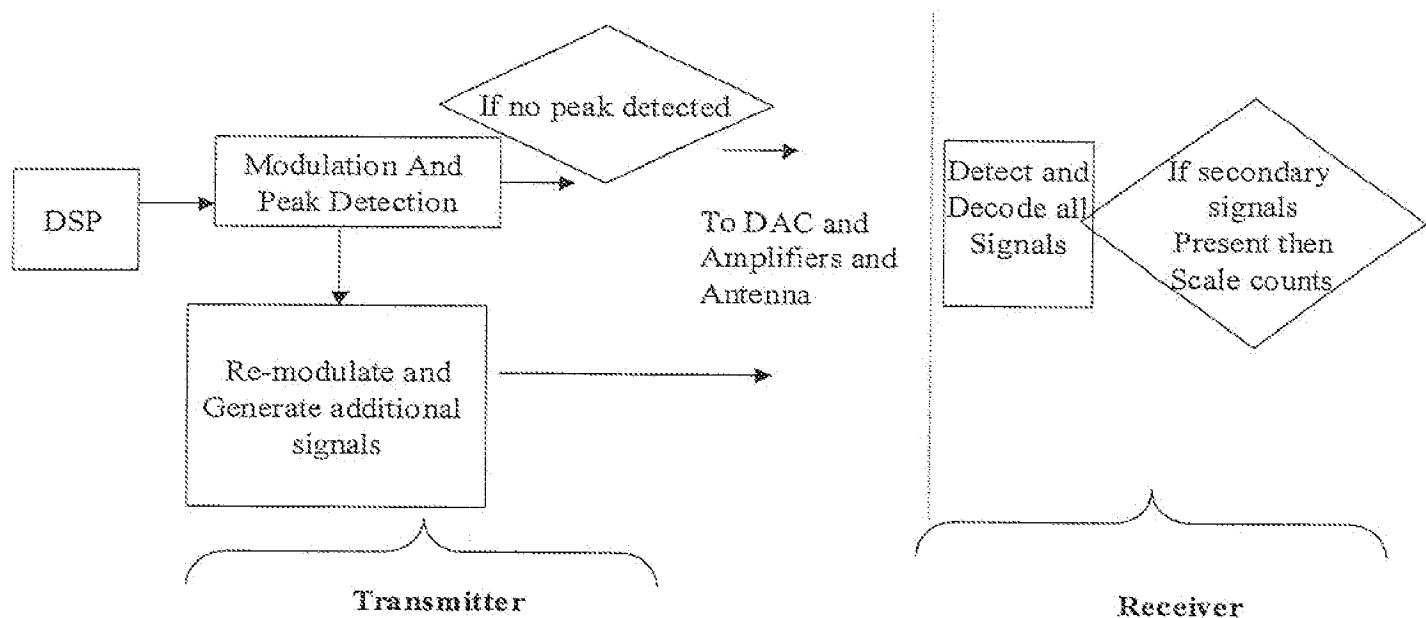 If no peak detected
Modulation And
Peak Detection
DSP
To DAC and
Amplifiers and
Antenna
Re-modulate and
Generate additional
signals
Transmitter
Detect and
Decode all
Signals
If secondary
signals
Present then
Scale counts
Receiver